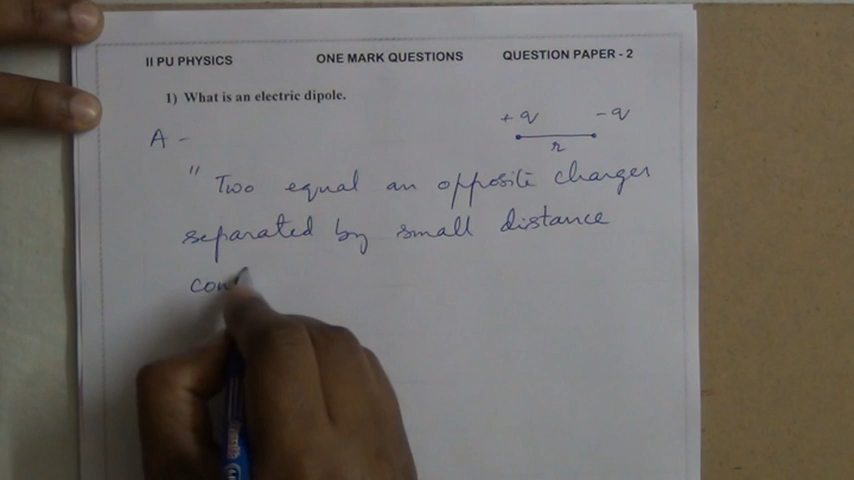 II PU PHYSICS ONE MARK QUESTIONS QUESTION PAPER - 2
1) What is an electric dipole.
+q -q
A -
r
" Two equal an opposite charges
separated by small distance